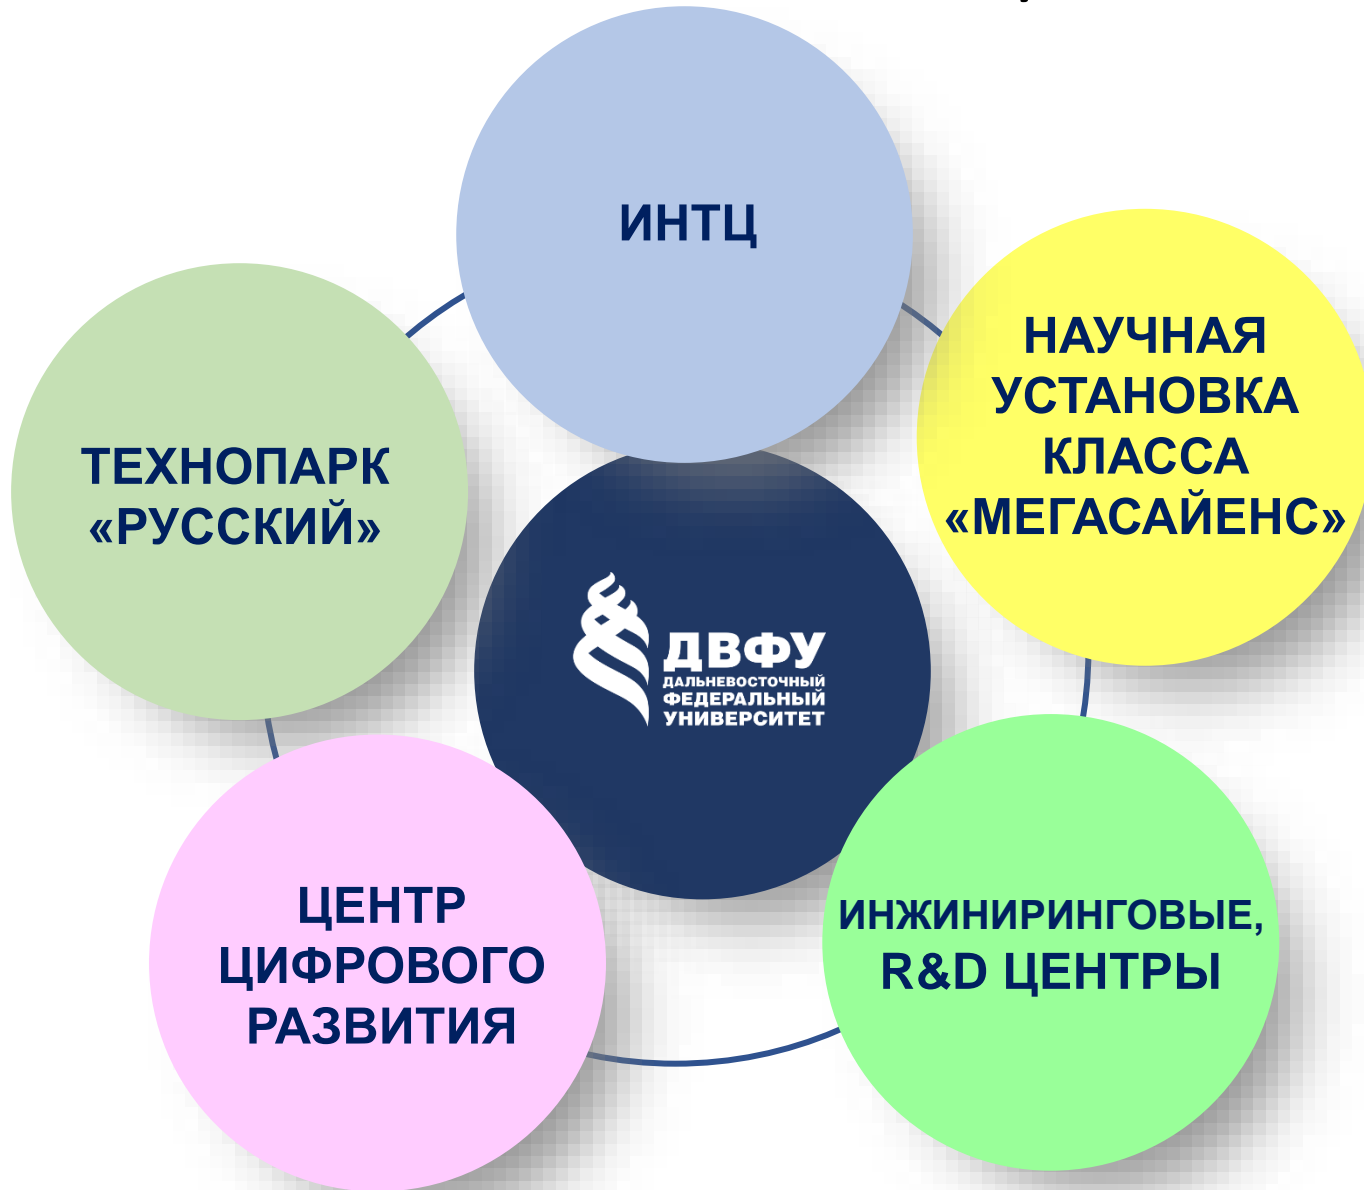 ИНТЦ
НАУЧНАЯ
УСТАНОВКА
КЛАССА
«МЕГАСАЙЕНС»
ТЕХНОПАРК
«РУССКИЙ»
ДВФУ
ДАЛЬНЕВОСТОЧНЫЙ
ФЕДЕРАЛЬНЫЙ
УНИВЕРСИТЕТ
ЦЕНТР
ЦИФРОВОГО
РАЗВИТИЯ
ИНЖИНИРИНГОВЫЕ,
R&D ЦЕНТРЫ